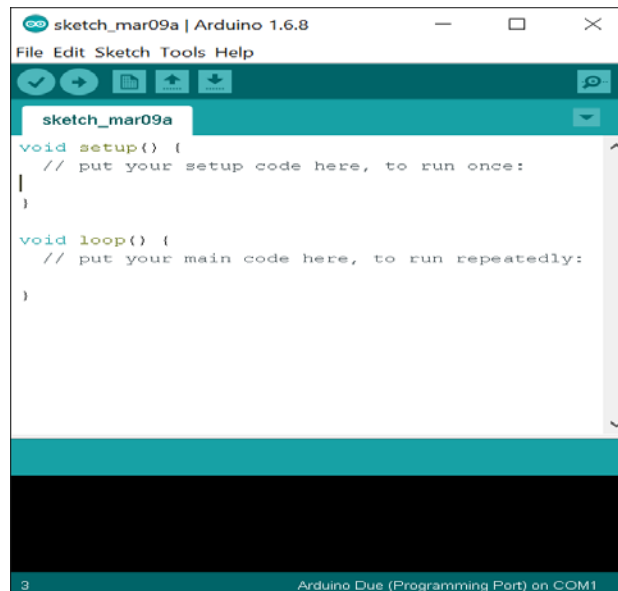 sketch_mar09a | Arduino 1.6.8
File Edit Sketch Tools Help
sketch_mar09a
void setup() {
  // put your setup code here, to run once:

}

void loop() {
  // put your main code here, to run repeatedly:

}
3 Arduino Due (Programming Port) on COM1